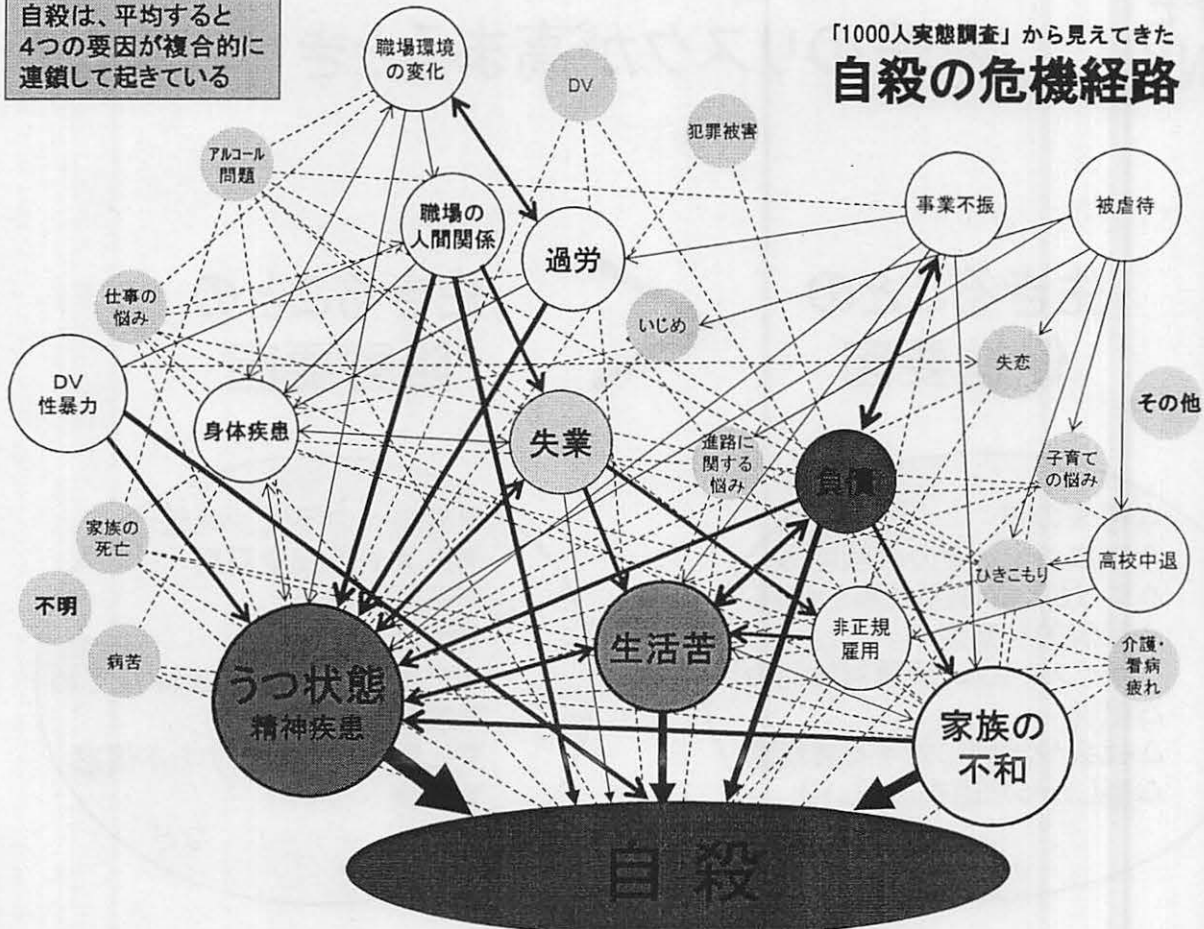 自殺は、平均すると
4つの要因が複合的に
連鎖して起きている
「1000人実態調査」から見えてきた
自殺の危機経路
職場環境
の変化
DV
犯罪被害
アルコール
問題
職場の
人間関係
過労
事業不振
被虐待
仕事の
悩み
いじめ
失恋
DV
性暴力
身体疾患
失業
進路に
関する
悩み
負債
子育て
の悩み
その他
家族の
死亡
不明
病苦
うつ状態
精神疾患
生活苦
非正規
雇用
ひきこもり
高校中退
介護・
看病
疲れ
家族の
不和
自殺